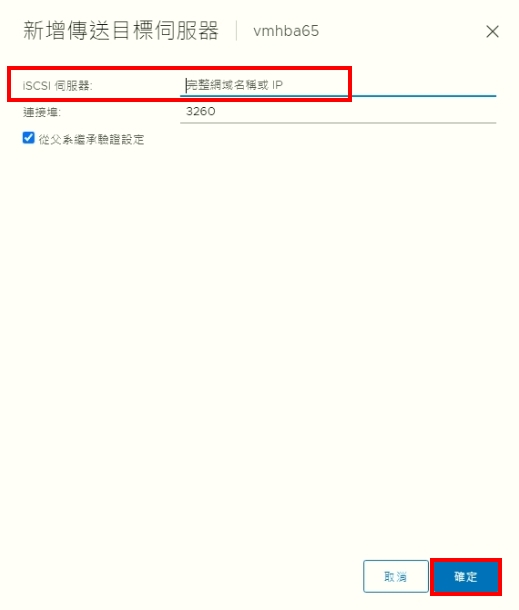 新增傳送目標伺服器 vmhba65
iSCSI 伺服器: 完整網域名稱或 IP
連接埠: 3260
從父系繼承驗證設定
取消 確定